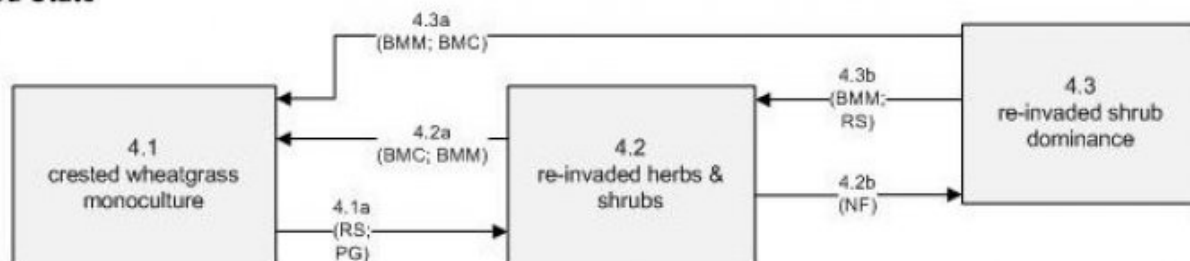 4.3a
(BMM; BMC)
4.3b
(BMM;
RS)
4.3
re-invaded shrub
dominance
4.1
crested wheatgrass
monoculture
4.2a
(BMC; BMM)
4.2
re-invaded herbs &
shrubs
4.2b
(NF)
4.1a
(RS;
PG)